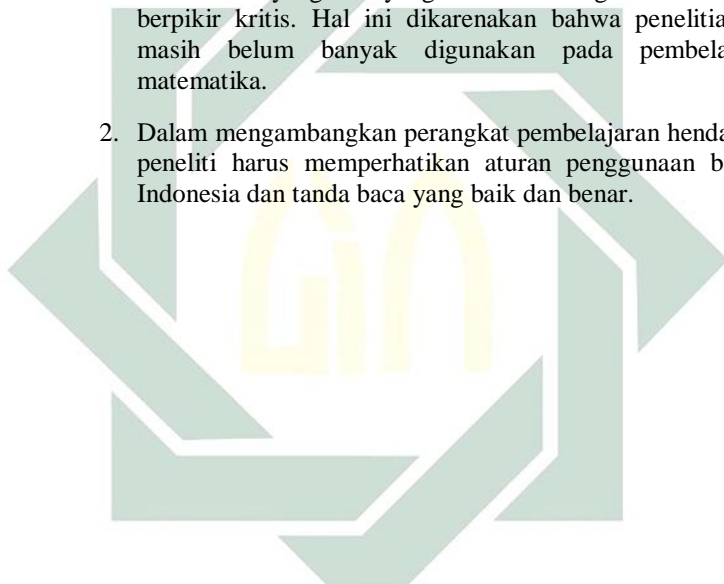 berpikir kritis. Hal ini dikarenakan bahwa penelitia
masih belum banyak digunakan pada pembela
matematika.
2. Dalam mengambangkan perangkat pembelajaran henda
peneliti harus memperhatikan aturan penggunaan b
Indonesia dan tanda baca yang baik dan benar.